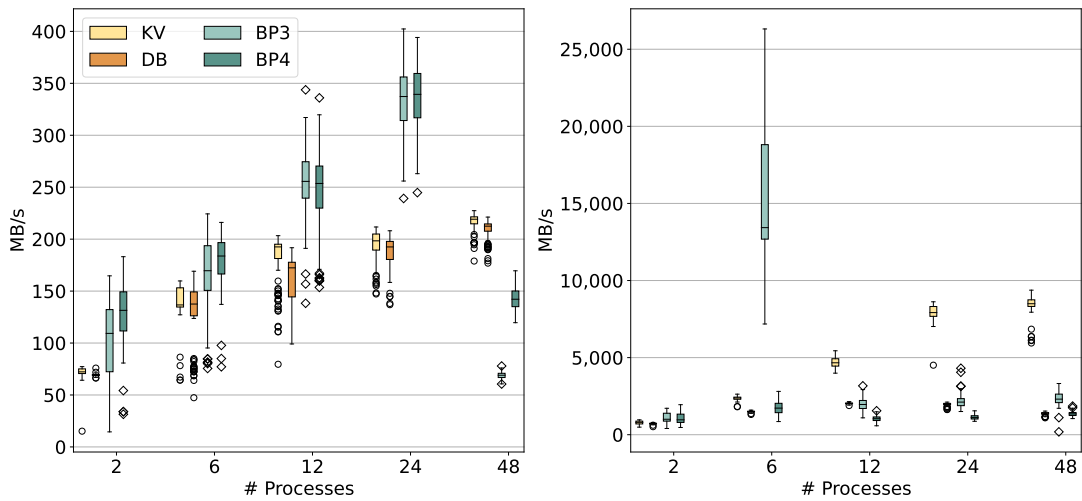 KV BP3
DB BP4
400
350
300
250
200
150
100
50
0
MB/s
2 6 12 24 48
# Processes
25,000
20,000
15,000
10,000
5,000
0
MB/s
2 6 12 24 48
# Processes